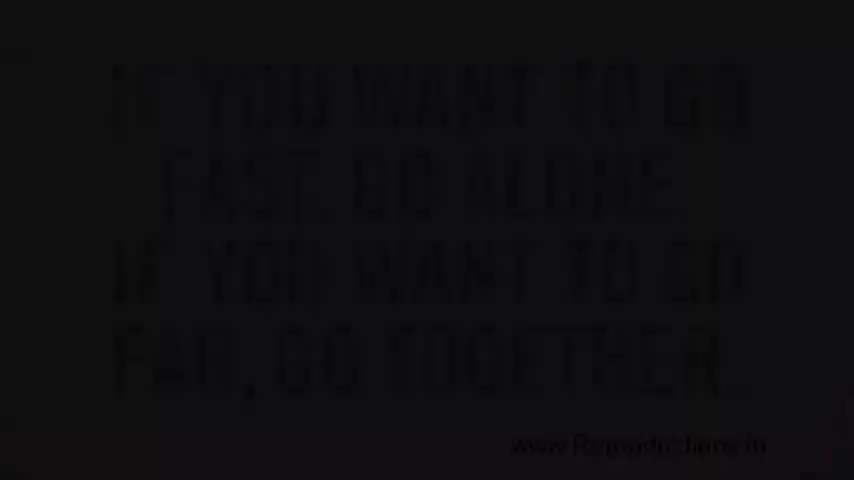 IF YOU WANT TO GO
FAST, GO ALONE.
IF YOU WANT TO GO
FAR, GO TOGETHER.